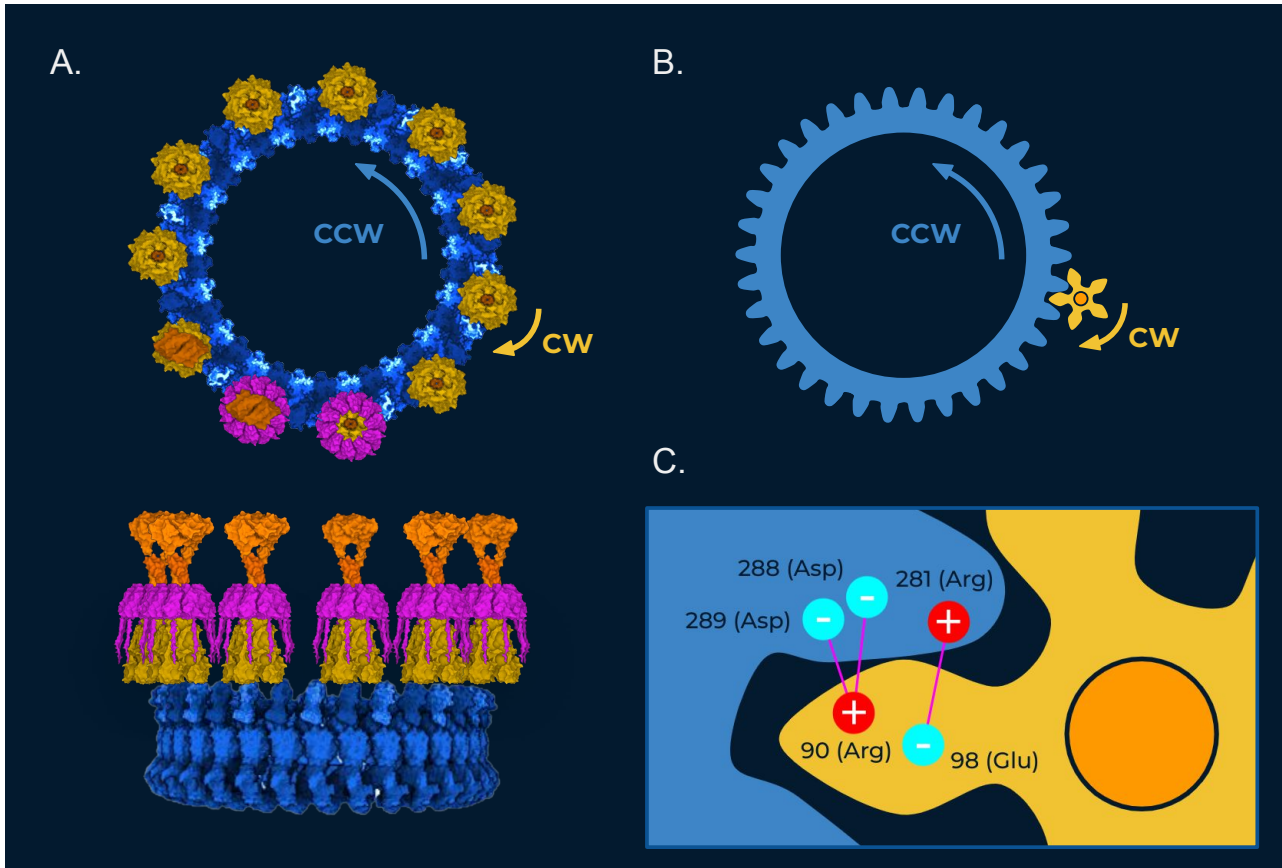 A.
CCW
CW
B.
CCW
CW
C.
288 (Asp)
281 (Arg)
289 (Asp)
-
-
+
+
-
90 (Arg)
98 (Glu)